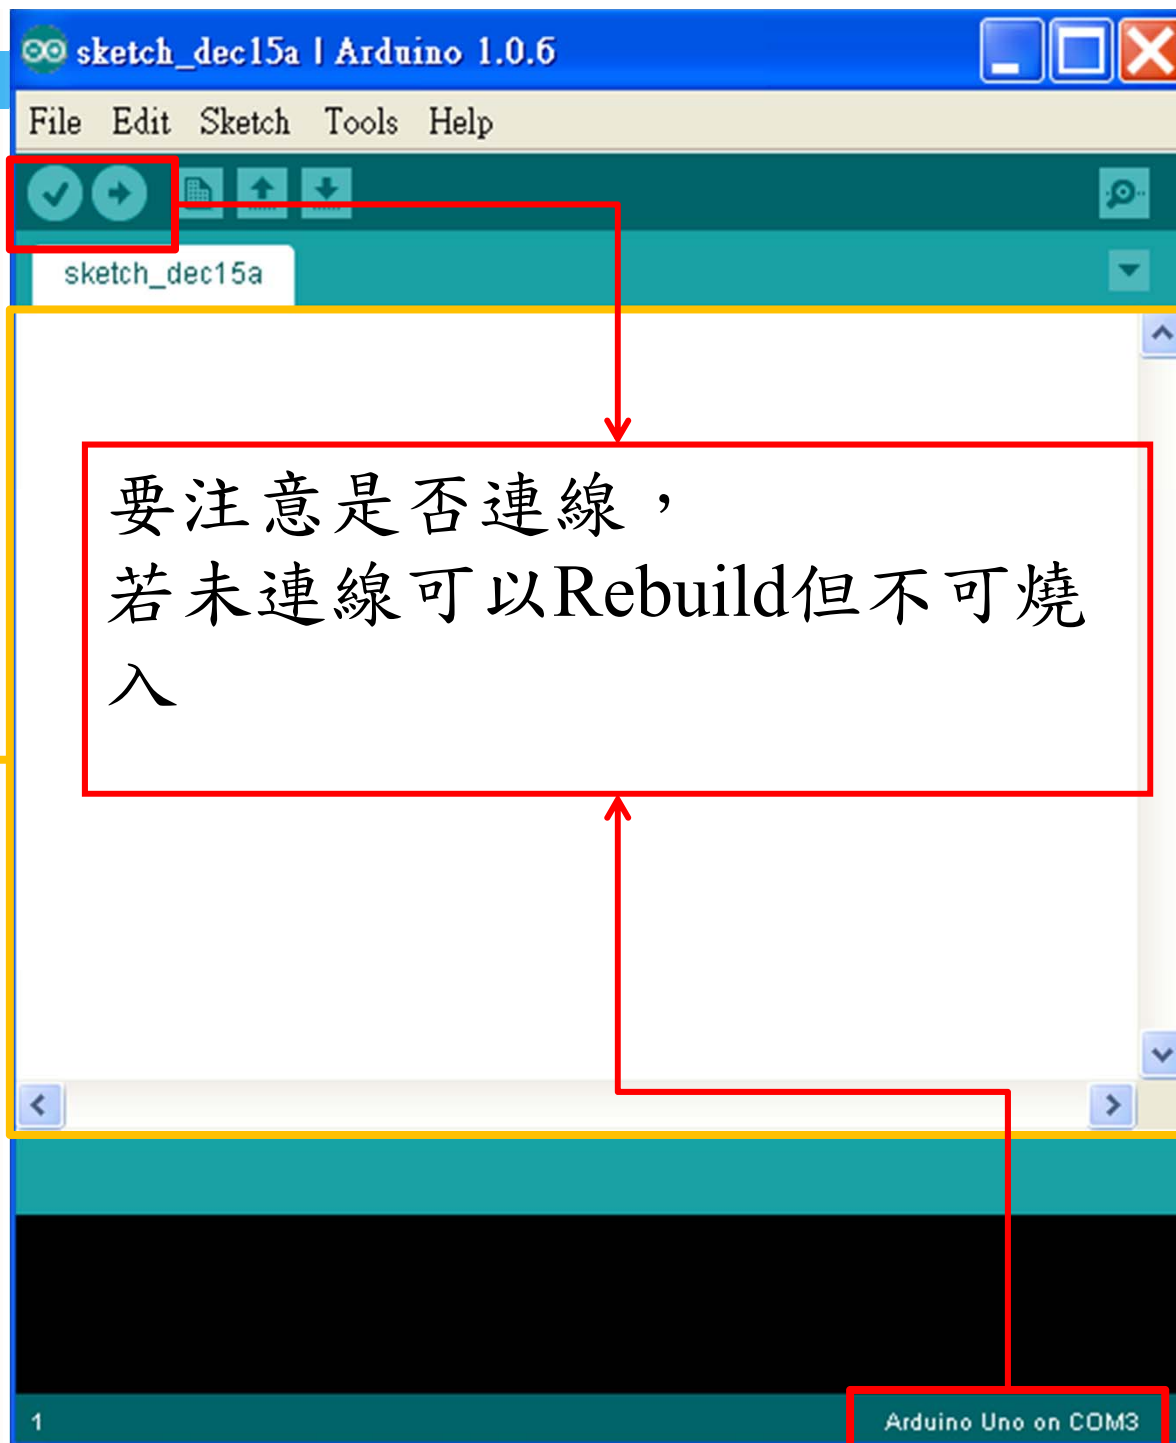 sketch_dec15a | Arduino 1.0.6
File Edit Sketch Tools Help
sketch_dec15a
要注意是否連線，
若未連線可以Rebuild但不可燒
入
1
Arduino Uno on COM3